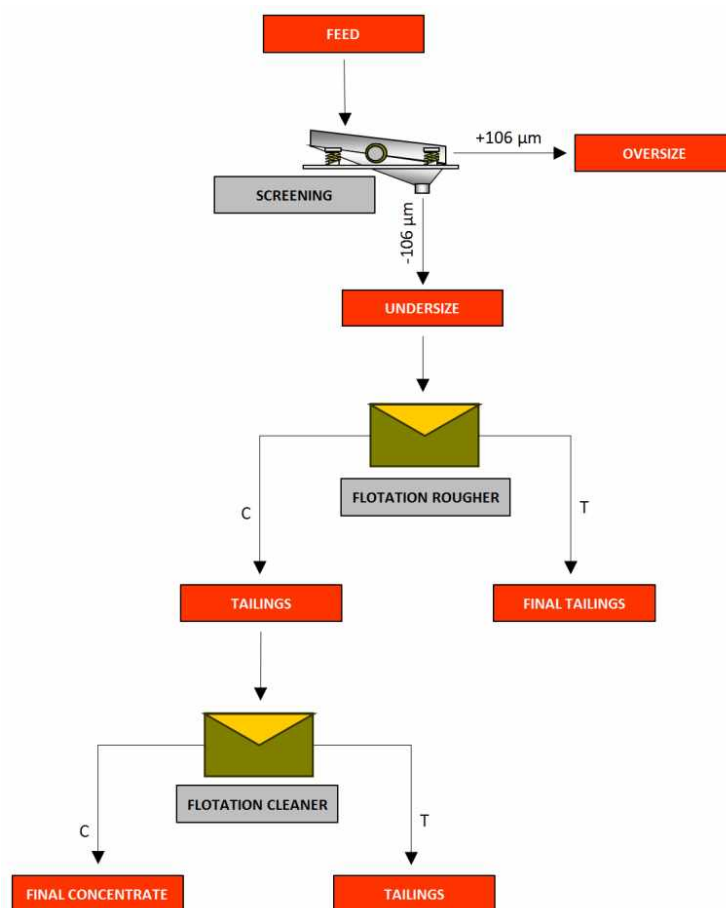 FEED
+106 µm
OVERSIZE
SCREENING
-106 µm
UNDERSIZE
FLOTATION ROUGHER
C
T
TAILINGS
FINAL TAILINGS
FLOTATION CLEANER
C
T
FINAL CONCENTRATE
TAILINGS